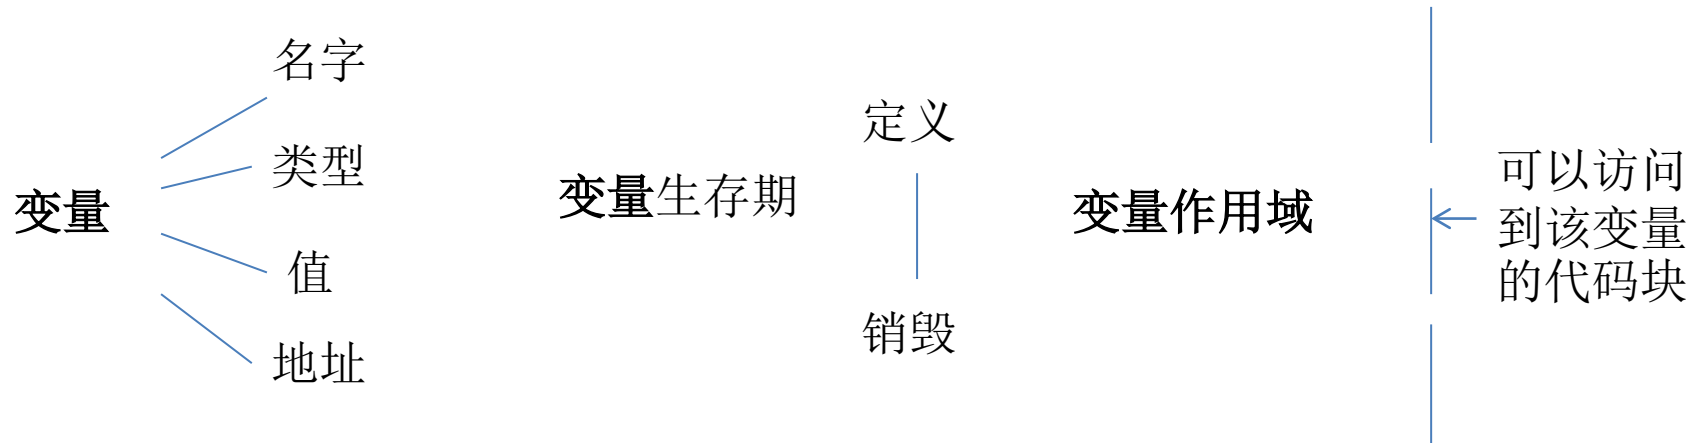 变量
名字
类型
值
地址
变量生存期
定义
销毁
变量作用域
可以访问
到该变量
的代码块